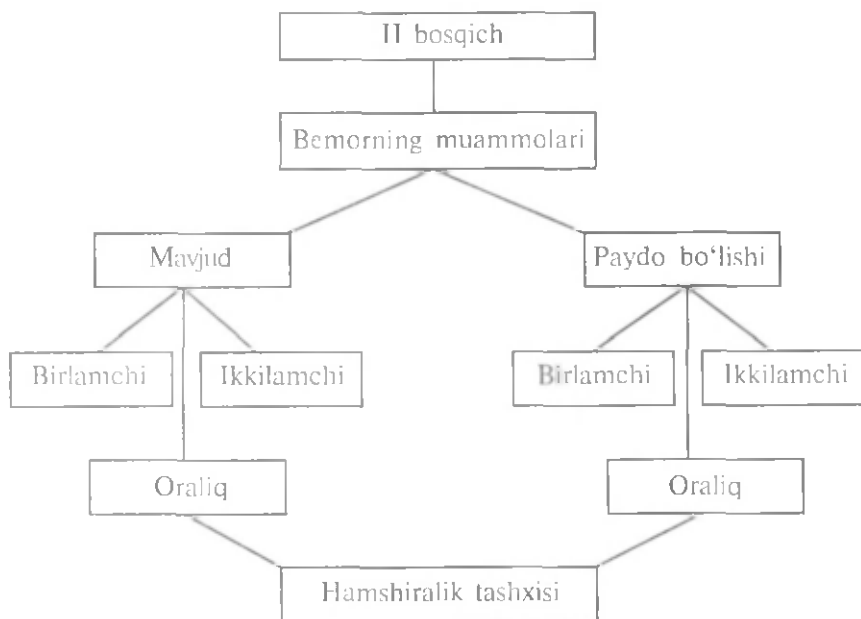 II bosqich
Bemorning muammolari
Mavjud
Paydo bo‘lishi
Birlamchi
Ikkilamchi
Birlamchi
Ikkilamchi
Oraliq
Oraliq
Hamshiralik tashxisi